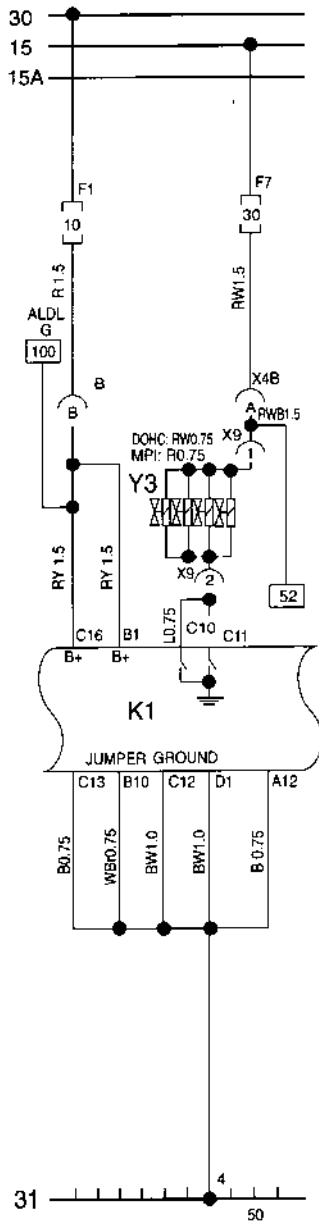 30
15
15A
F1
10
F7
30
R 1.5
RW1.5
ALDL
G
100
B
B
X4B
A
RWB1.5
X9
1
DOHC: RW0.75
MPI: R0.75
Y3
X9
2
52
RY 1.5
RY 1.5
L0.75
C16
B1
C10
C11
B+
B+
K1
JUMPER GROUND
C13
B10
C12
D1
A12
B0.75
WBr0.75
BW1.0
BW1.0
B 0.75
4
31
50